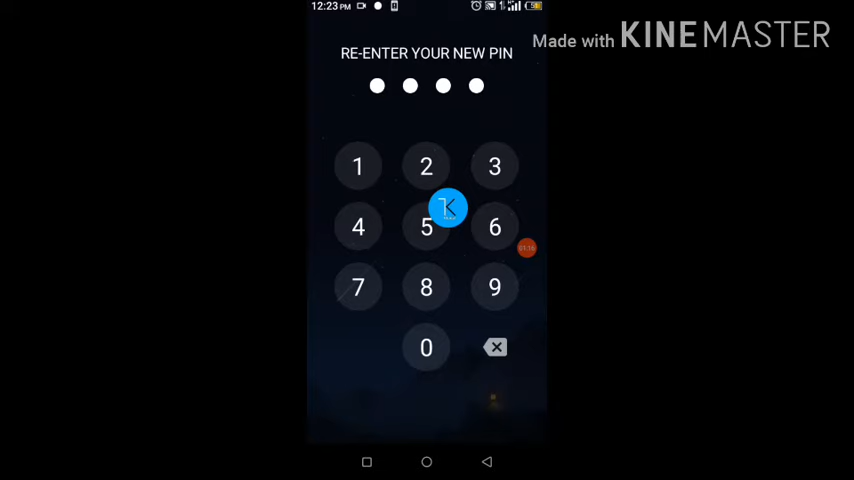 12:23 PM
Made with KINEMASTER
RE-ENTER YOUR NEW PIN
1 2 3
4 5 6
7 8 9
0